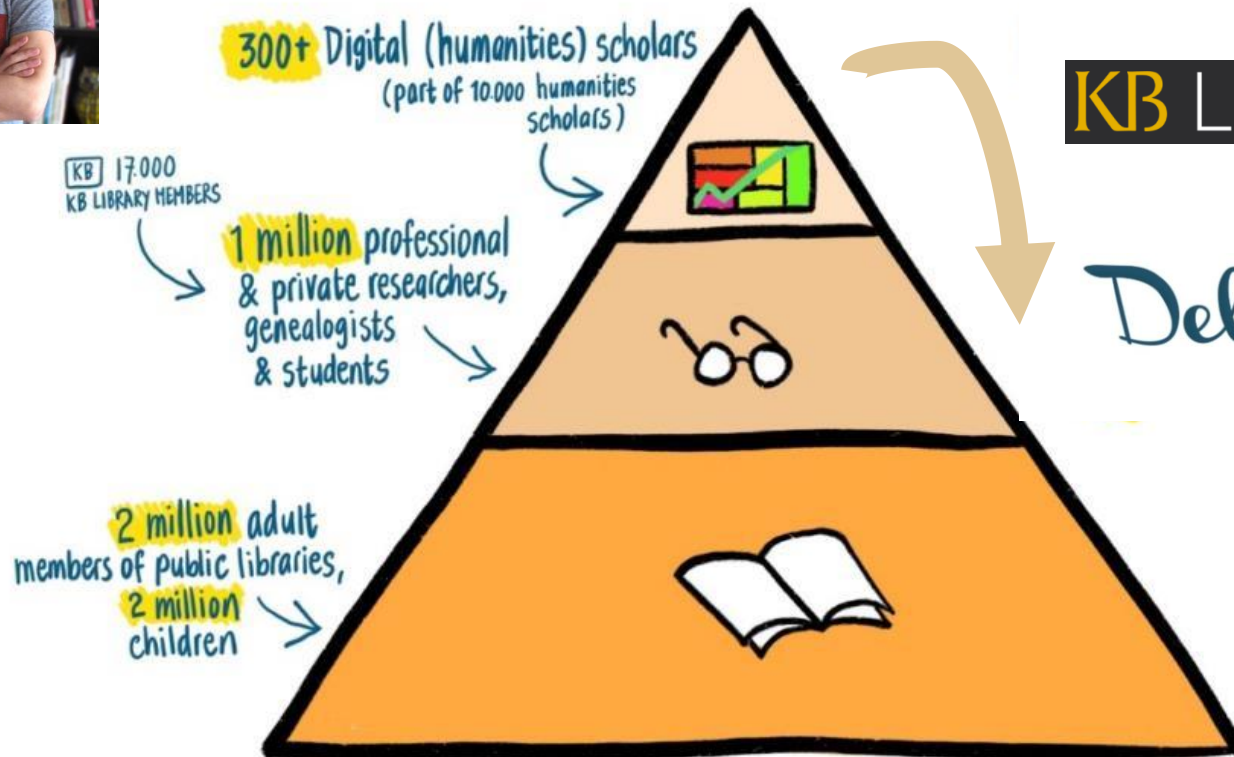 300+ Digital (humanities) scholars
(part of 10.000 humanities
scholars)
KB 17.000
KB LIBRARY MEMBERS
1 million professional
& private researchers,
genealogists
& students
2 million adult
members of public libraries,
2 million
children
KB L